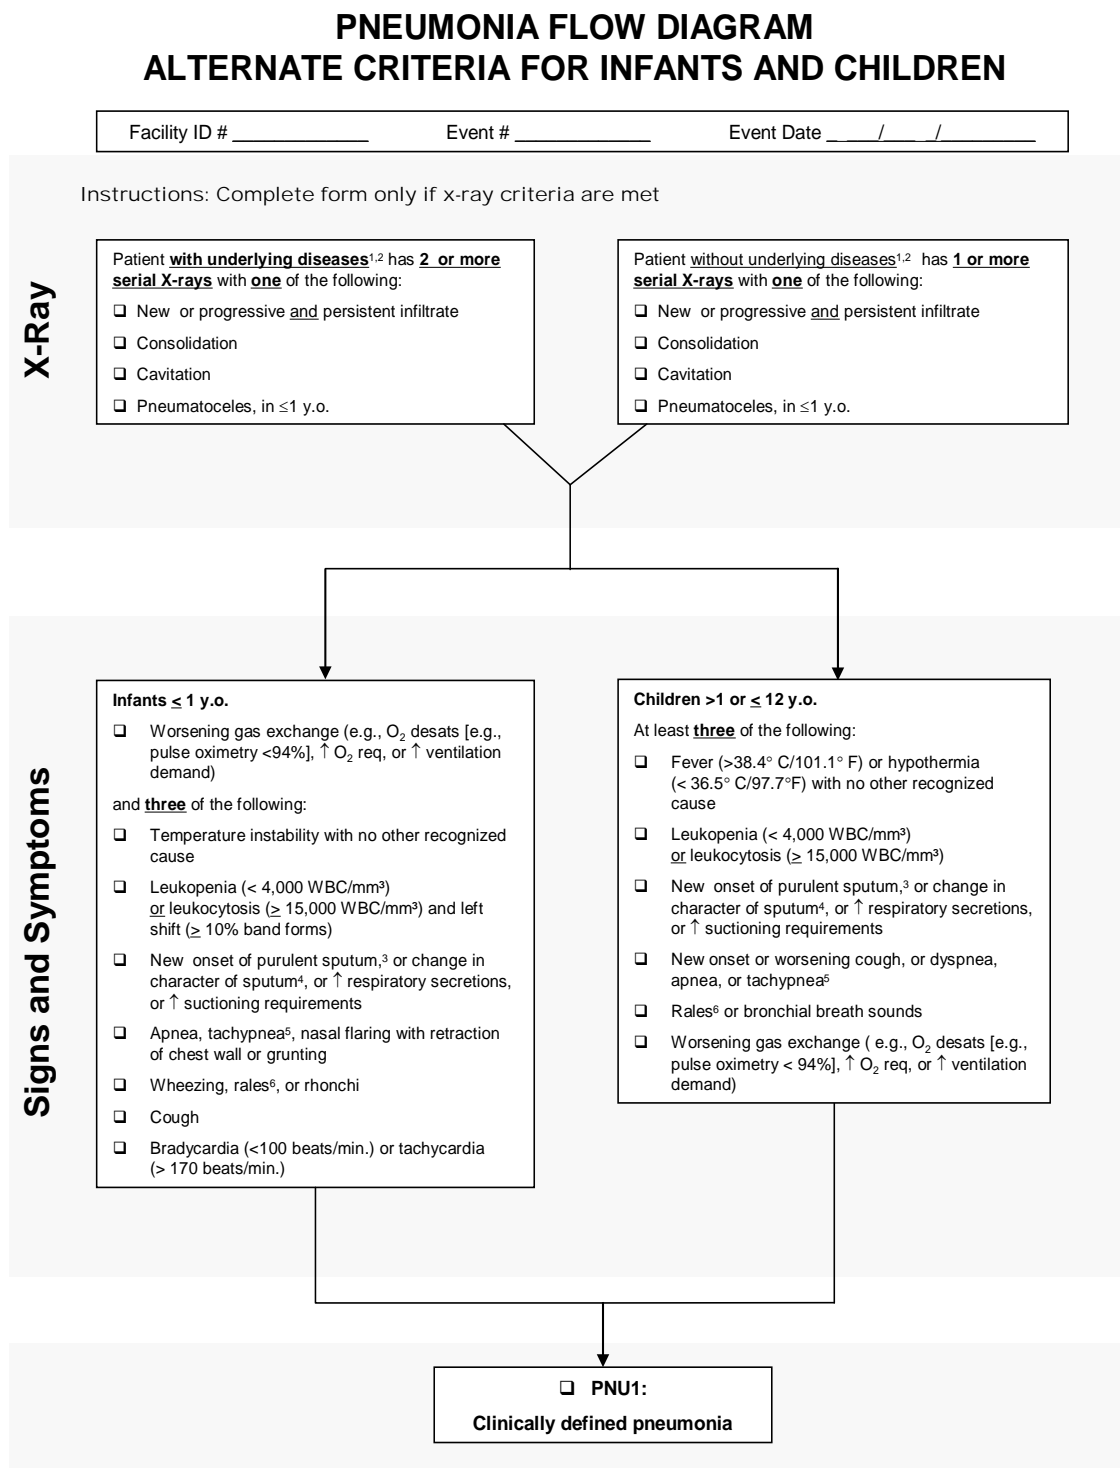 PNEUMONIA FLOW DIAGRAM
ALTERNATE CRITERIA FOR INFANTS AND CHILDREN
Facility ID # _____________ Event # _____________ Event Date _ ___/___ _/_________
Instructions: Complete form only if x-ray criteria are met
X-Ray
Patient with underlying diseases¹,² has 2 or more
serial X-rays with one of the following:
❑ New or progressive and persistent infiltrate
❑ Consolidation
❑ Cavitation
❑ Pneumatoceles, in ≤1 y.o.
Patient without underlying diseases¹,² has 1 or more
serial X-rays with one of the following:
❑ New or progressive and persistent infiltrate
❑ Consolidation
❑ Cavitation
❑ Pneumatoceles, in ≤1 y.o.
Signs and Symptoms
Infants ≤ 1 y.o.
❑ Worsening gas exchange (e.g., O₂ desats [e.g.,
pulse oximetry <94%], ↑ O₂ req, or ↑ ventilation
demand)
and three of the following:
❑ Temperature instability with no other recognized
cause
❑ Leukopenia (< 4,000 WBC/mm³)
or leukocytosis (≥ 15,000 WBC/mm³) and left
shift (≥ 10% band forms)
❑ New onset of purulent sputum,³ or change in
character of sputum⁴, or ↑ respiratory secretions,
or ↑ suctioning requirements
❑ Apnea, tachypnea⁵, nasal flaring with retraction
of chest wall or grunting
❑ Wheezing, rales⁶, or rhonchi
❑ Cough
❑ Bradycardia (<100 beats/min.) or tachycardia
(> 170 beats/min.)
Children >1 or ≤ 12 y.o.
At least three of the following:
❑ Fever (>38.4° C/101.1° F) or hypothermia
(< 36.5° C/97.7°F) with no other recognized
cause
❑ Leukopenia (< 4,000 WBC/mm³)
or leukocytosis (≥ 15,000 WBC/mm³)
❑ New onset of purulent sputum,³ or change in
character of sputum⁴, or ↑ respiratory secretions,
or ↑ suctioning requirements
❑ New onset or worsening cough, or dyspnea,
apnea, or tachypnea⁵
❑ Rales⁶ or bronchial breath sounds
❑ Worsening gas exchange ( e.g., O₂ desats [e.g.,
pulse oximetry < 94%], ↑ O₂ req, or ↑ ventilation
demand)
❑ PNU1:
Clinically defined pneumonia